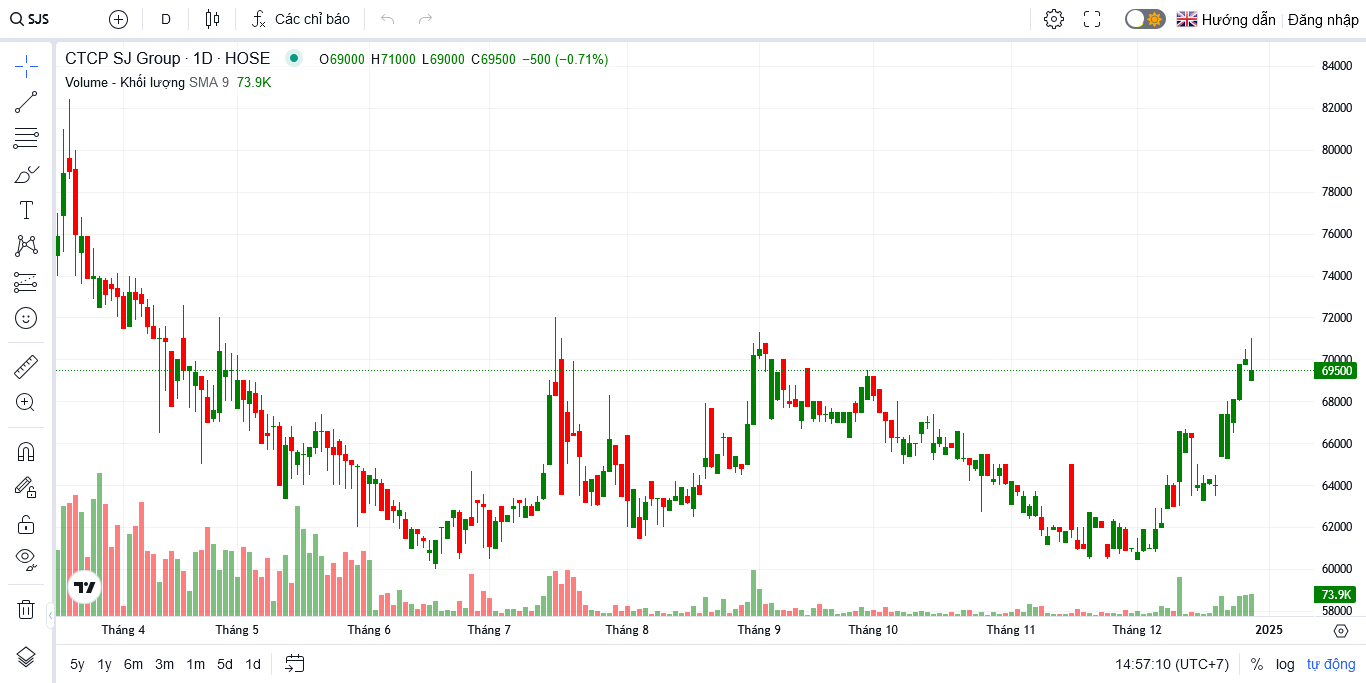 SJS D Các chỉ báo Hướng dẫn Đăng nhập
CTCP SJ Group · 1D · HOSE O69000 H71000 L69000 C69500 −500 (−0.71%)
Volume - Khối lượng SMA 9 73.9K
84000
82000
80000
78000
76000
74000
72000
70000
69500
68000
66000
64000
62000
60000
73.9K
58000
Tháng 4 Tháng 5 Tháng 6 Tháng 7 Tháng 8 Tháng 9 Tháng 10 Tháng 11 Tháng 12 2025
5y 1y 6m 3m 1m 5d 1d 14:57:10 (UTC+7) % log tự động